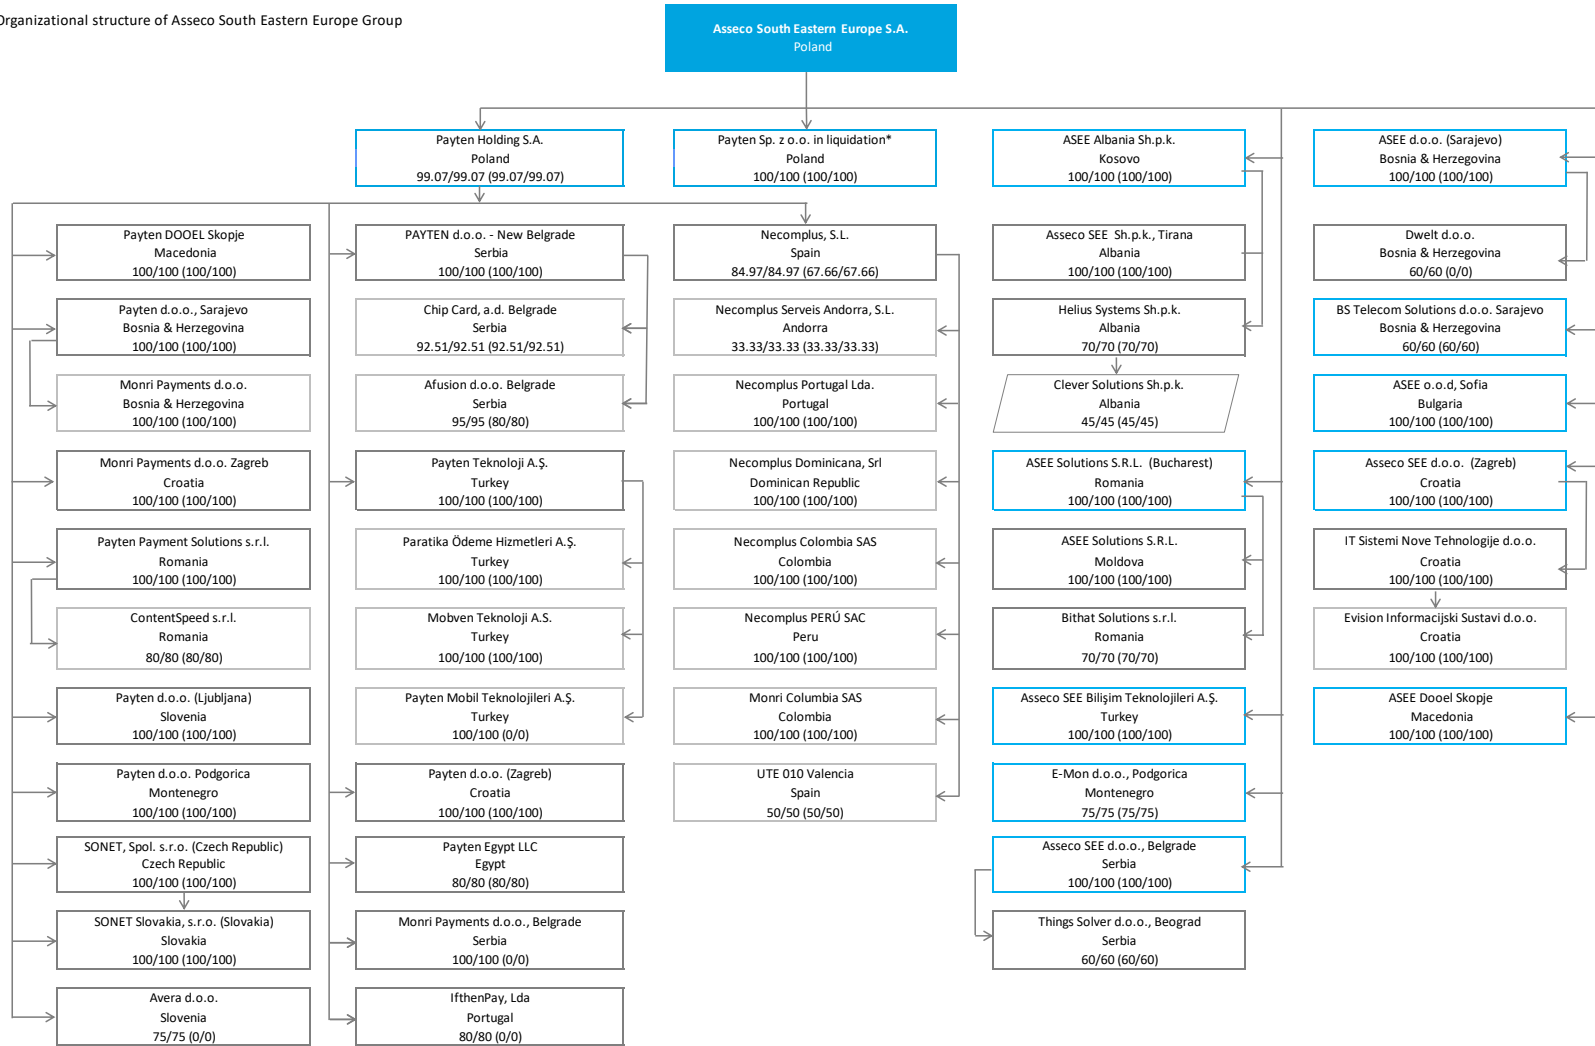 Organizational structure of Asseco South Eastern Europe Group
Asseco South Eastern Europe S.A.
Poland
Payten Holding S.A.
Poland
99.07/99.07 (99.07/99.07)
Payten Sp. z o.o. in liquidation*
Poland
100/100 (100/100)
ASEE Albania Sh.p.k.
Kosovo
100/100 (100/100)
ASEE d.o.o. (Sarajevo)
Bosnia & Herzegovina
100/100 (100/100)
Payten DOOEL Skopje
Macedonia
100/100 (100/100)
PAYTEN d.o.o. - New Belgrade
Serbia
100/100 (100/100)
Necomplus, S.L.
Spain
84.97/84.97 (67.66/67.66)
Asseco SEE Sh.p.k., Tirana
Albania
100/100 (100/100)
Dwelt d.o.o.
Bosnia & Herzegovina
60/60 (0/0)
Payten d.o.o., Sarajevo
Bosnia & Herzegovina
100/100 (100/100)
Chip Card, a.d. Belgrade
Serbia
92.51/92.51 (92.51/92.51)
Necomplus Serveis Andorra, S.L.
Andorra
33.33/33.33 (33.33/33.33)
Helius Systems Sh.p.k.
Albania
70/70 (70/70)
BS Telecom Solutions d.o.o. Sarajevo
Bosnia & Herzegovina
60/60 (60/60)
Monri Payments d.o.o.
Bosnia & Herzegovina
100/100 (100/100)
Afusion d.o.o. Belgrade
Serbia
95/95 (80/80)
Necomplus Portugal Lda.
Portugal
100/100 (100/100)
Clever Solutions Sh.p.k.
Albania
45/45 (45/45)
ASEE o.o.d, Sofia
Bulgaria
100/100 (100/100)
Monri Payments d.o.o. Zagreb
Croatia
100/100 (100/100)
Payten Teknoloji A.Ş.
Turkey
100/100 (100/100)
Necomplus Dominicana, Srl
Dominican Republic
100/100 (100/100)
ASEE Solutions S.R.L. (Bucharest)
Romania
100/100 (100/100)
Asseco SEE d.o.o. (Zagreb)
Croatia
100/100 (100/100)
Payten Payment Solutions s.r.l.
Romania
100/100 (100/100)
Paratika Ödeme Hizmetleri A.Ş.
Turkey
100/100 (100/100)
Necomplus Colombia SAS
Colombia
100/100 (100/100)
ASEE Solutions S.R.L.
Moldova
100/100 (100/100)
IT Sistemi Nove Tehnologije d.o.o.
Croatia
100/100 (100/100)
ContentSpeed s.r.l.
Romania
80/80 (80/80)
Mobven Teknoloji A.S.
Turkey
100/100 (100/100)
Necomplus PERÚ SAC
Peru
100/100 (100/100)
Bithat Solutions s.r.l.
Romania
70/70 (70/70)
Evision Informacijski Sustavi d.o.o.
Croatia
100/100 (100/100)
Payten d.o.o. (Ljubljana)
Slovenia
100/100 (100/100)
Payten Mobil Teknolojileri A.Ş.
Turkey
100/100 (0/0)
Monri Columbia SAS
Colombia
100/100 (100/100)
Asseco SEE Bilişim Teknolojileri A.Ş.
Turkey
100/100 (100/100)
ASEE Dooel Skopje
Macedonia
100/100 (100/100)
Payten d.o.o. Podgorica
Montenegro
100/100 (100/100)
Payten d.o.o. (Zagreb)
Croatia
100/100 (100/100)
UTE 010 Valencia
Spain
50/50 (50/50)
E-Mon d.o.o., Podgorica
Montenegro
75/75 (75/75)
SONET, Spol. s.r.o. (Czech Republic)
Czech Republic
100/100 (100/100)
Payten Egypt LLC
Egypt
80/80 (80/80)
Asseco SEE d.o.o., Belgrade
Serbia
100/100 (100/100)
SONET Slovakia, s.r.o. (Slovakia)
Slovakia
100/100 (100/100)
Monri Payments d.o.o., Belgrade
Serbia
100/100 (0/0)
Things Solver d.o.o., Beograd
Serbia
60/60 (60/60)
Avera d.o.o.
Slovenia
75/75 (0/0)
IfthenPay, Lda
Portugal
80/80 (0/0)